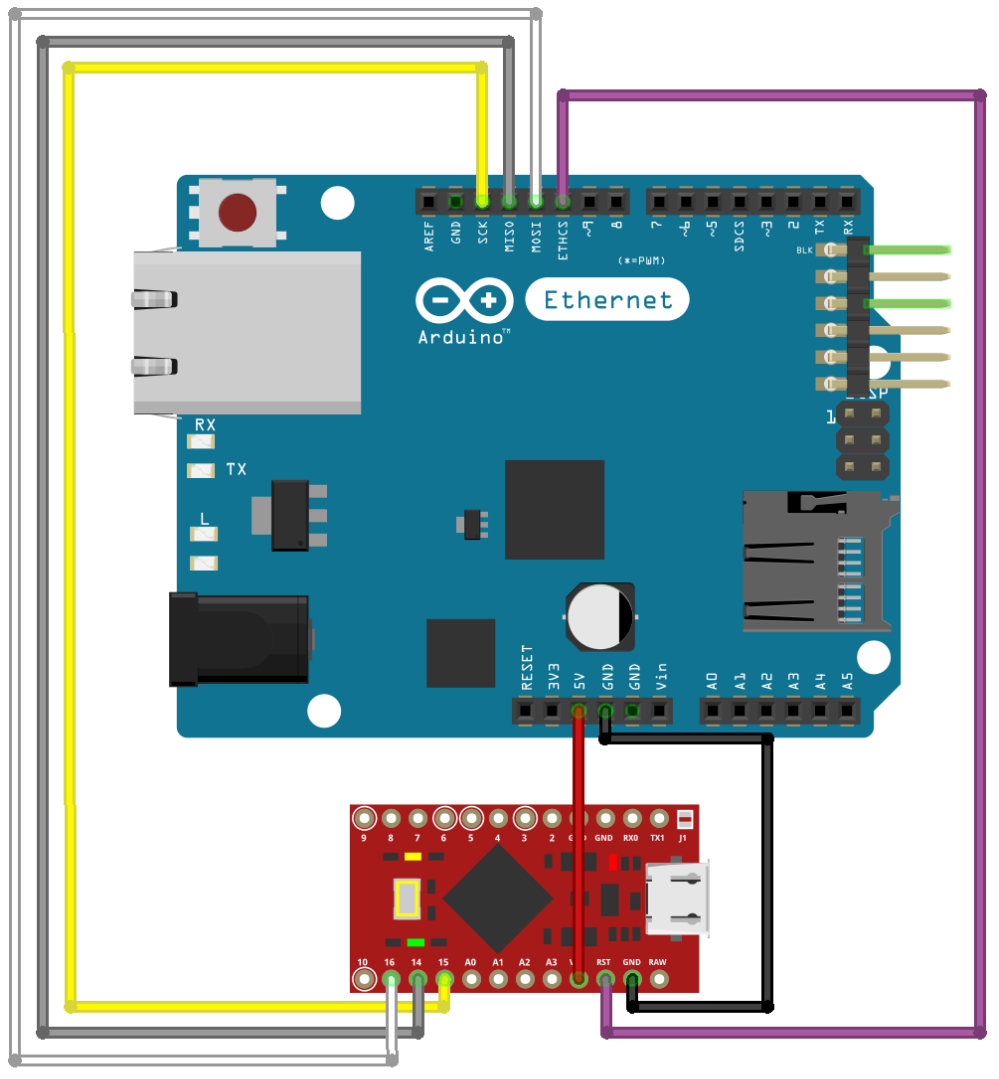 AREF GND SCK MISO MOSI ETHCS ~9 8 7 ~6 ~5 SDCS ~3 2 TX RX
BLK
(*=PWM)
Ethernet
Arduino™
1
RX
TX
L
RESET 3V3 5V GND GND Vin A0 A1 A2 A3 A4 A5
9 8 7 6 5 4 3 2 GND GND RX0 TX1 J1
10 16 14 15 A0 A1 A2 A3 RST GND RAW